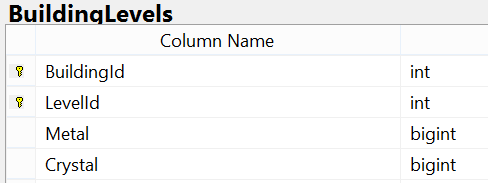 BuildingLevels
Column Name
BuildingId int
LevelId int
Metal bigint
Crystal bigint